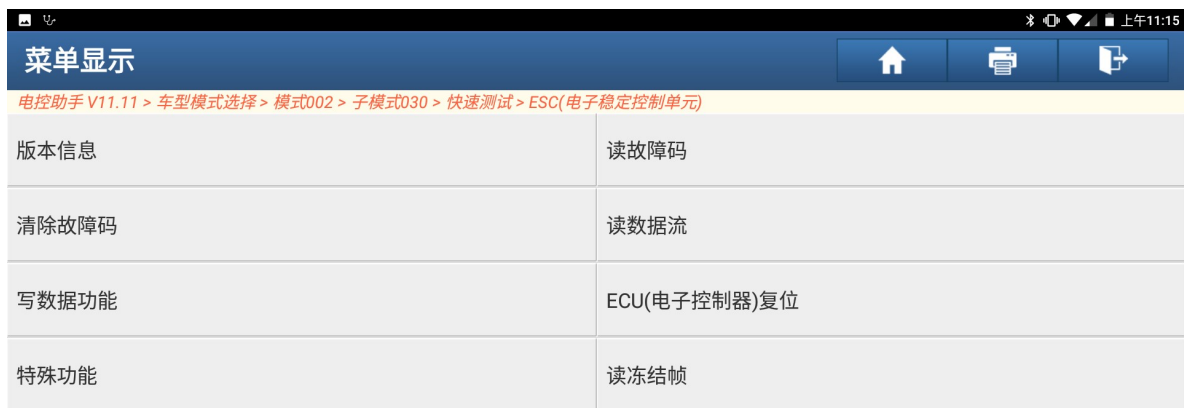 上午11:15
菜单显示
电控助手 V11.11 > 车型模式选择 > 模式002 > 子模式030 > 快速测试 > ESC(电子稳定控制单元)
版本信息
读故障码
清除故障码
读数据流
写数据功能
ECU(电子控制器)复位
特殊功能
读冻结帧